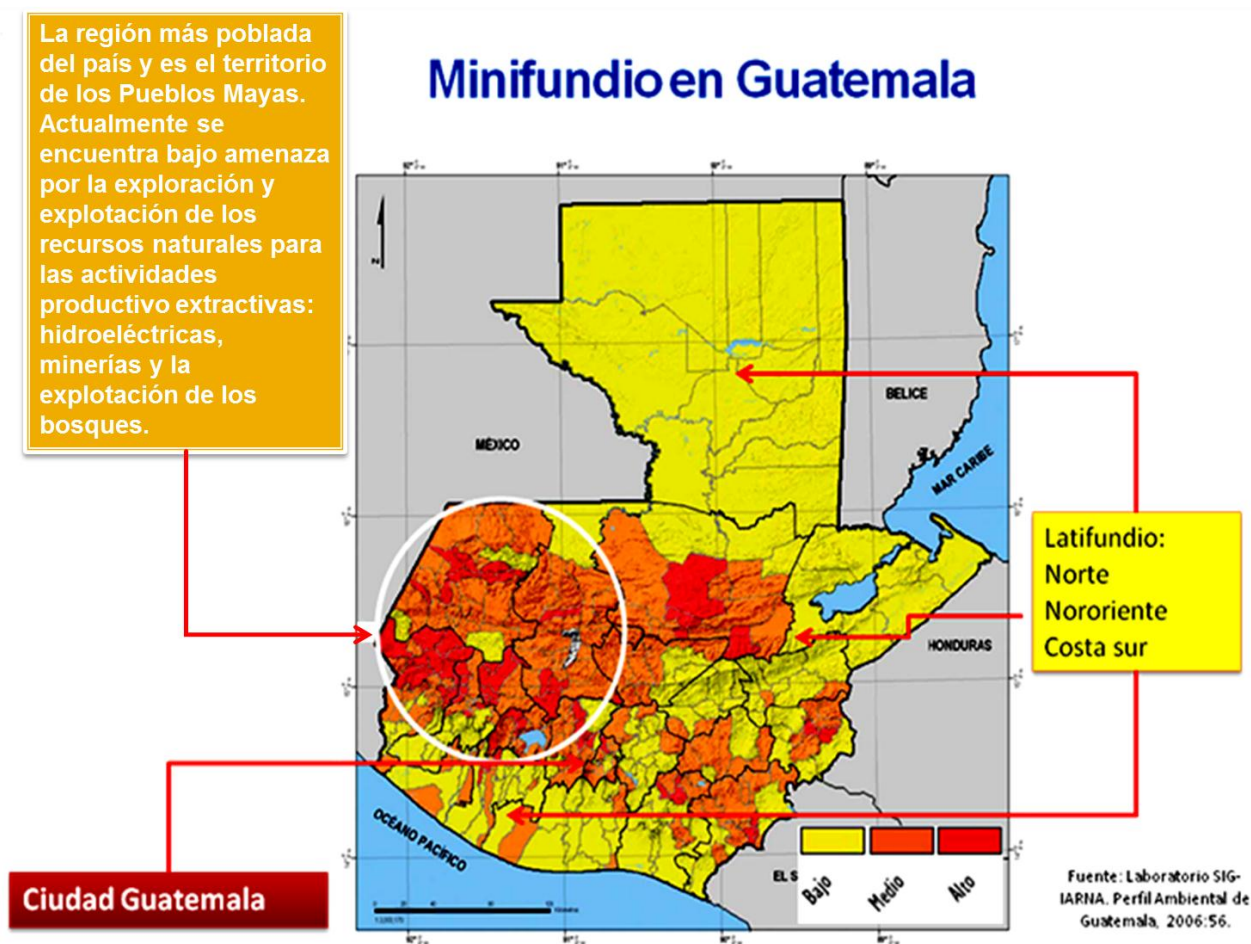 La región más poblada
del país y es el territorio
de los Pueblos Mayas.
Actualmente se
encuentra bajo amenaza
por la exploración y
explotación de los
recursos naturales para
las actividades
productivo extractivas:
hidroeléctricas,
minerías y la
explotación de los
bosques.
Minifundio en Guatemala
MÉXICO
BELICE
MAR CARIBE
Latifundio:
Norte
Nororiente
Costa sur
HONDURAS
OCÉANO PACÍFICO
EL S
Bajo
Medio
Alto
Ciudad Guatemala
Fuente: Laboratorio SIG-
IARNA. Perfil Ambiental de
Guatemala, 2006:56.